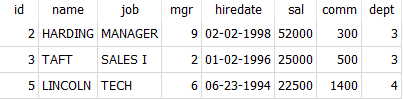 id name job mgr hiredate sal comm dept
2 HARDING MANAGER 9 02-02-1998 52000 300 3
3 TAFT SALES I 2 01-02-1996 25000 500 3
5 LINCOLN TECH 6 06-23-1994 22500 1400 4